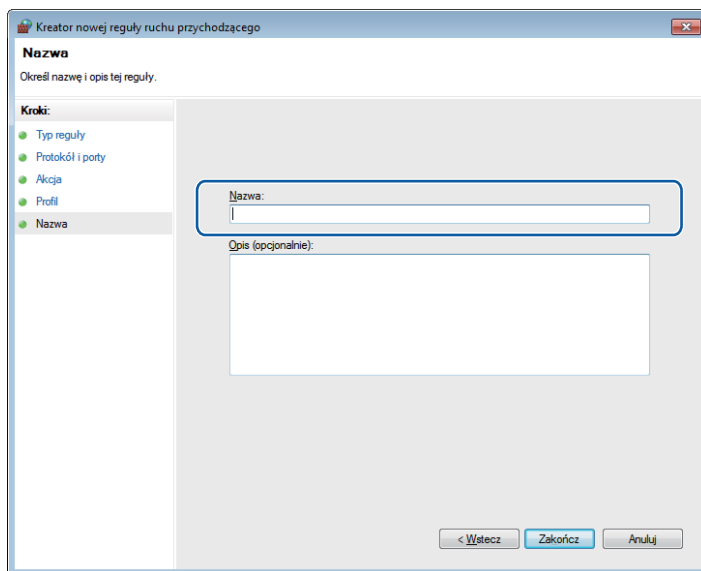 Kreator nowej reguły ruchu przychodzącego
Nazwa
Określ nazwę i opis tej reguły.
Kroki:
Typ reguły
Protokół i porty
Akcja
Profil
Nazwa
Nazwa:
Opis (opcjonalnie):
< Wstecz
Zakończ
Anuluj